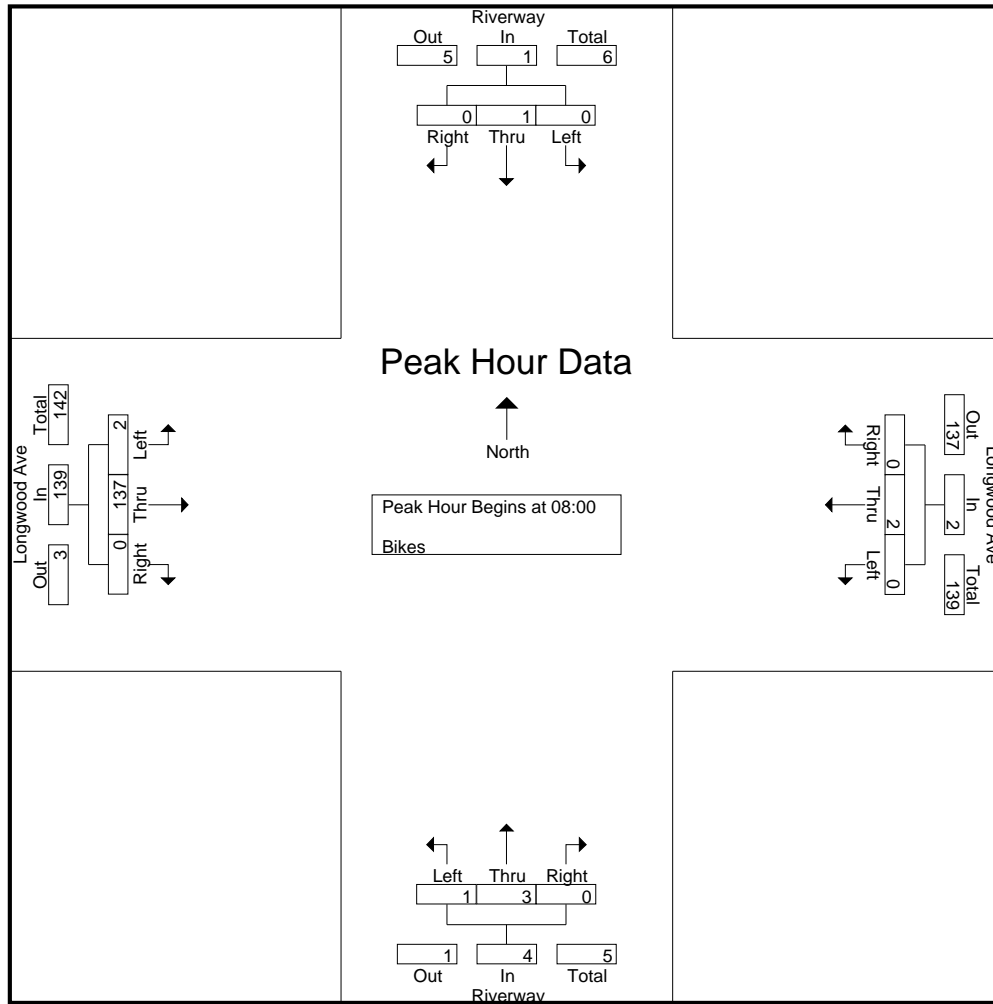 Riverway
Out In Total
5 1 6
0 1 0
Right Thru Left
Peak Hour Data
North
Peak Hour Begins at 08:00
Bikes
Longwood Ave
Total In Out
142 139 3
2 137 0
Left Thru Right
Longwood Ave
Out In Total
137 2 139
0 2 0
Right Thru Left
Left Thru Right
1 3 0
1 4 5
Out In Total
Riverway